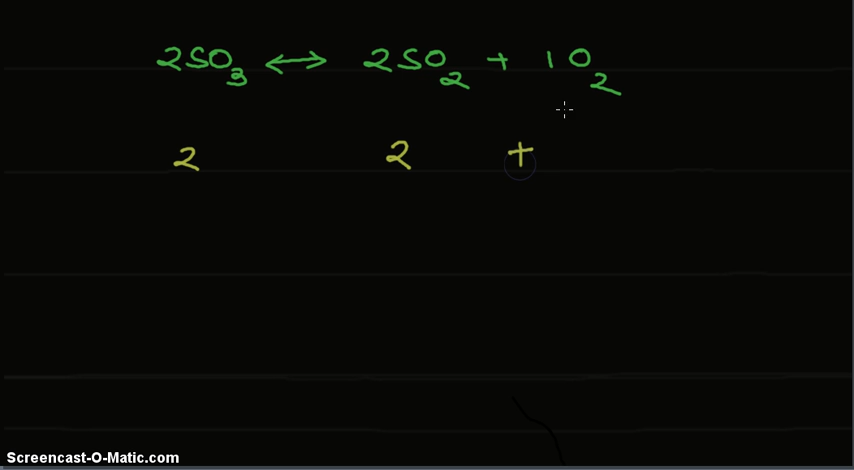 2SO₃ ↔ 2SO₂ + 1O₂
2 2 +
Screencast-O-Matic.com